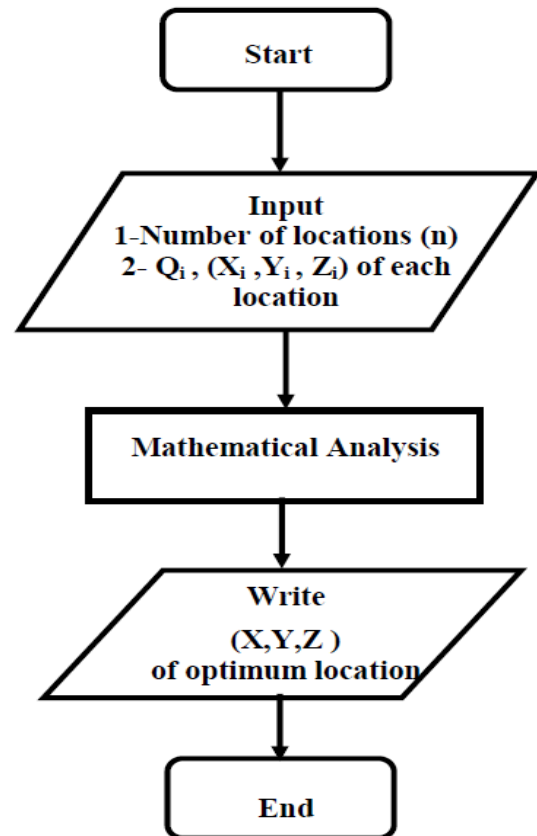 Start
Input
1-Number of locations (n)
2- Qᵢ , (Xᵢ ,Yᵢ , Zᵢ) of each
location
Mathematical Analysis
Write
(X,Y,Z )
of optimum location
End